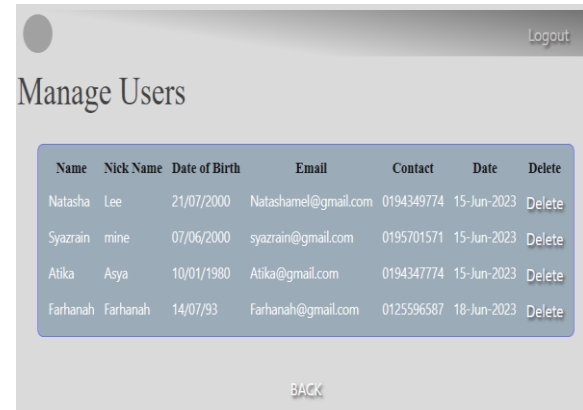 Logout
Manage Users
Name Nick Name Date of Birth Email Contact Date Delete
Natasha Lee 21/07/2000 Natashamel@gmail.com 0194349774 15-Jun-2023 Delete
Syazrain mine 07/06/2000 syazrain@gmail.com 0195701571 15-Jun-2023 Delete
Atika Asya 10/01/1980 Atika@gmail.com 0194347774 15-Jun-2023 Delete
Farhanah Farhanah 14/07/93 Farhanah@gmail.com 0125596587 18-Jun-2023 Delete
BACK